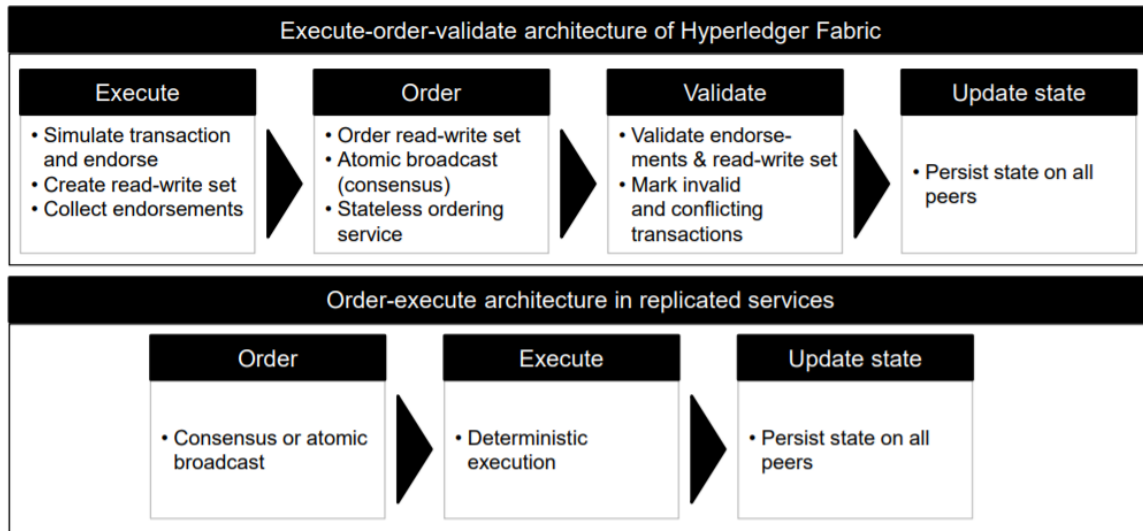 Execute-order-validate architecture of Hyperledger Fabric
Execute
• Simulate transaction
and endorse
• Create read-write set
• Collect endorsements
Order
• Order read-write set
• Atomic broadcast
(consensus)
• Stateless ordering
service
Validate
• Validate endorse-
ments & read-write set
• Mark invalid
and conflicting
transactions
Update state
• Persist state on all
peers
Order-execute architecture in replicated services
Order
• Consensus or atomic
broadcast
Execute
• Deterministic
execution
Update state
• Persist state on all
peers